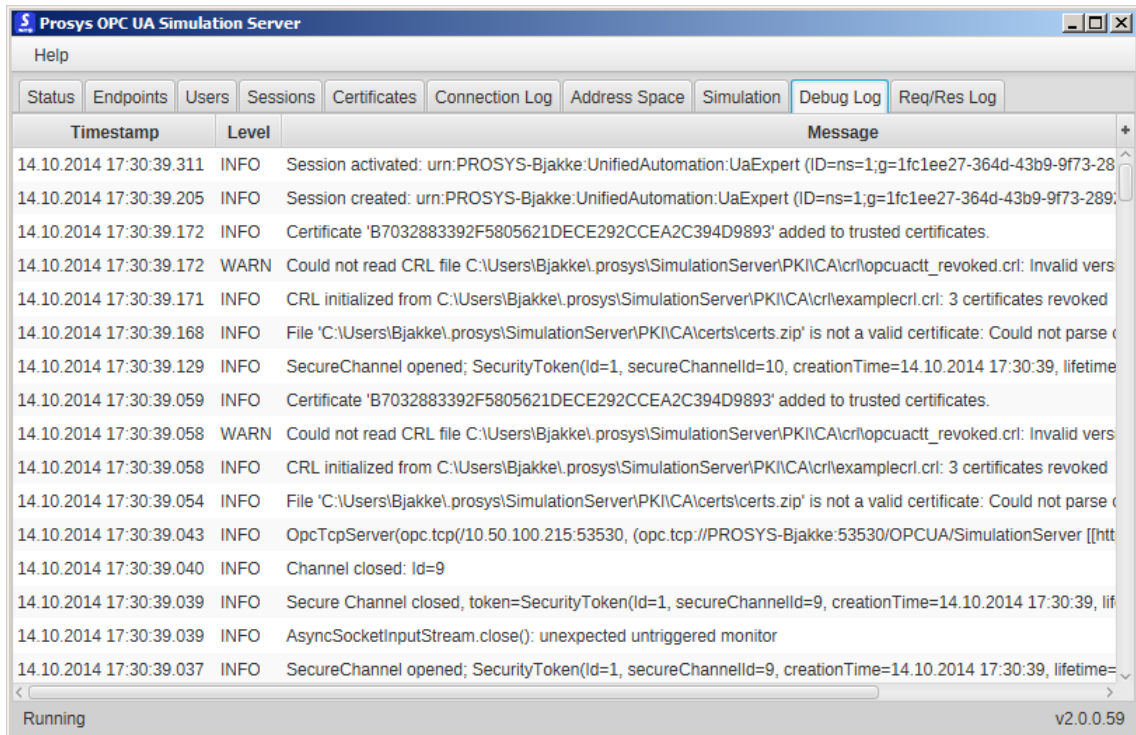 Prosys OPC UA Simulation Server
Help
Status Endpoints Users Sessions Certificates Connection Log Address Space Simulation Debug Log Req/Res Log
Timestamp Level Message +
14.10.2014 17:30:39.311 INFO Session activated: urn:PROSYS-Bjakke:UnifiedAutomation:UaExpert (ID=ns=1;g=1fc1ee27-364d-43b9-9f73-28
14.10.2014 17:30:39.205 INFO Session created: urn:PROSYS-Bjakke:UnifiedAutomation:UaExpert (ID=ns=1;g=1fc1ee27-364d-43b9-9f73-2892
14.10.2014 17:30:39.172 INFO Certificate 'B7032883392F5805621DECE292CCEA2C394D9893' added to trusted certificates.
14.10.2014 17:30:39.172 WARN Could not read CRL file C:\Users\Bjakke\.prosys\SimulationServer\PKI\CA\crl\opcuactt_revoked.crl: Invalid versi
14.10.2014 17:30:39.171 INFO CRL initialized from C:\Users\Bjakke\.prosys\SimulationServer\PKI\CA\crl\examplecrl.crl: 3 certificates revoked
14.10.2014 17:30:39.168 INFO File 'C:\Users\Bjakke\.prosys\SimulationServer\PKI\CA\certs\certs.zip' is not a valid certificate: Could not parse c
14.10.2014 17:30:39.129 INFO SecureChannel opened; SecurityToken(Id=1, secureChannelId=10, creationTime=14.10.2014 17:30:39, lifetime
14.10.2014 17:30:39.059 INFO Certificate 'B7032883392F5805621DECE292CCEA2C394D9893' added to trusted certificates.
14.10.2014 17:30:39.058 WARN Could not read CRL file C:\Users\Bjakke\.prosys\SimulationServer\PKI\CA\crl\opcuactt_revoked.crl: Invalid versi
14.10.2014 17:30:39.058 INFO CRL initialized from C:\Users\Bjakke\.prosys\SimulationServer\PKI\CA\crl\examplecrl.crl: 3 certificates revoked
14.10.2014 17:30:39.054 INFO File 'C:\Users\Bjakke\.prosys\SimulationServer\PKI\CA\certs\certs.zip' is not a valid certificate: Could not parse c
14.10.2014 17:30:39.043 INFO OpcTcpServer(opc.tcp(/10.50.100.215:53530, (opc.tcp://PROSYS-Bjakke:53530/OPCUA/SimulationServer [[htt
14.10.2014 17:30:39.040 INFO Channel closed: Id=9
14.10.2014 17:30:39.039 INFO Secure Channel closed, token=SecurityToken(Id=1, secureChannelId=9, creationTime=14.10.2014 17:30:39, lif
14.10.2014 17:30:39.039 INFO AsyncSocketInputStream.close(): unexpected untriggered monitor
14.10.2014 17:30:39.037 INFO SecureChannel opened; SecurityToken(Id=1, secureChannelId=9, creationTime=14.10.2014 17:30:39, lifetime=
Running v2.0.0.59